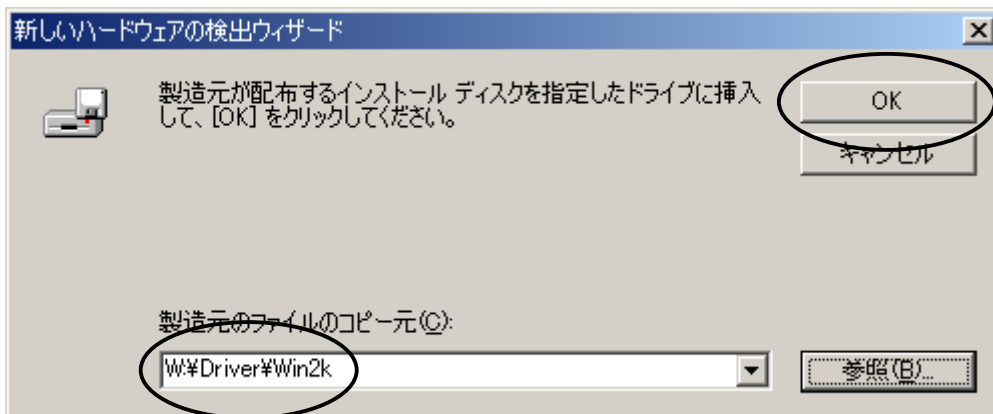 新しいハードウェアの検出ウィザード
製造元が配布するインストール ディスクを指定したドライブに挿入
して、[OK] をクリックしてください。
OK
キャンセル
製造元のファイルのコピー元(C):
W:¥Driver¥Win2k
参照(B)...